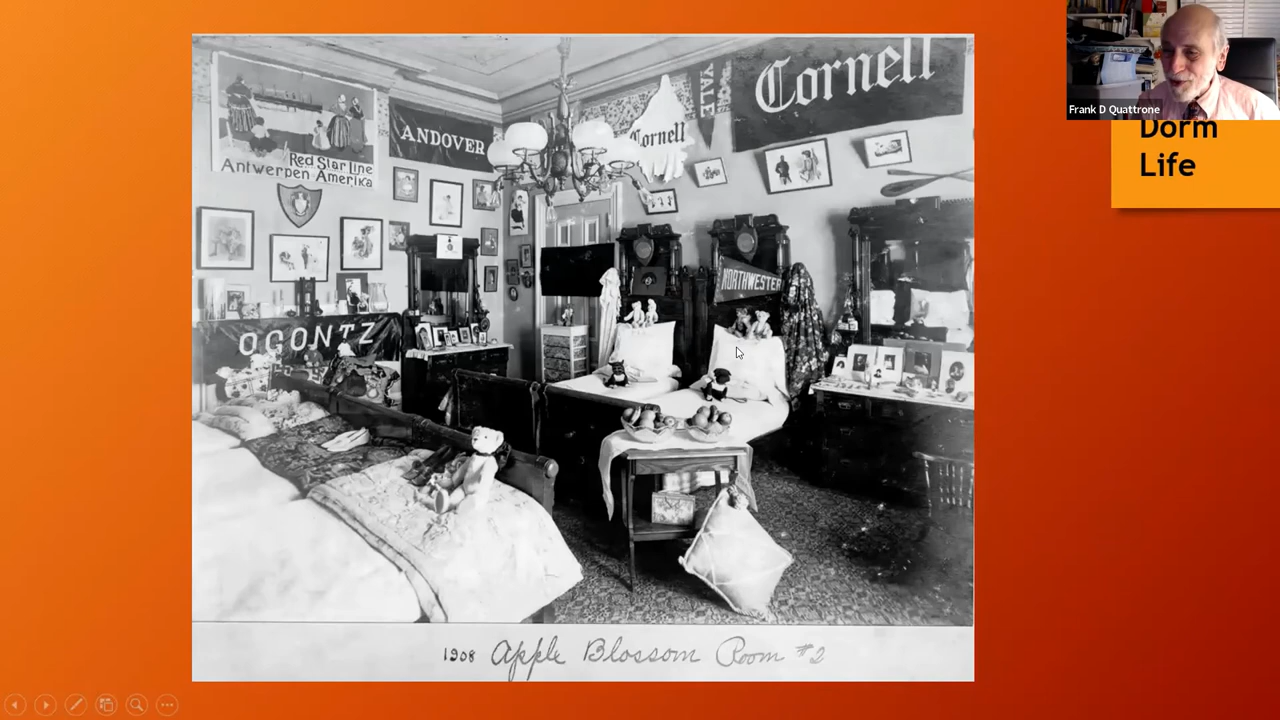 Frank D Quattrone
Dorm
Life
Red Star Line
Antwerpen Amerika
ANDOVER
Cornell
YALE
Cornell
NORTHWESTER
OGONTZ
1908 Apple Blossom Room #2